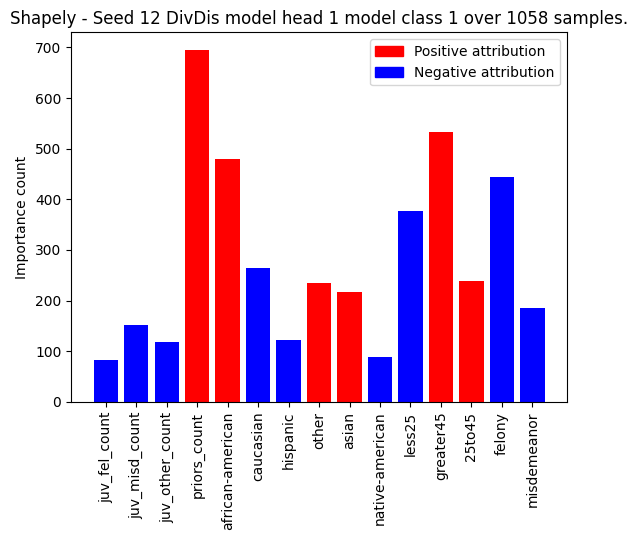 Shapely - Seed 12 DivDis model head 1 model class 1 over 1058 samples.
Positive attribution
Negative attribution
Importance count
700
600
500
400
300
200
100
0
juv_fel_count
juv_misd_count
juv_other_count
priors_count
african-american
caucasian
hispanic
other
asian
native-american
less25
greater45
25to45
felony
misdemeanor